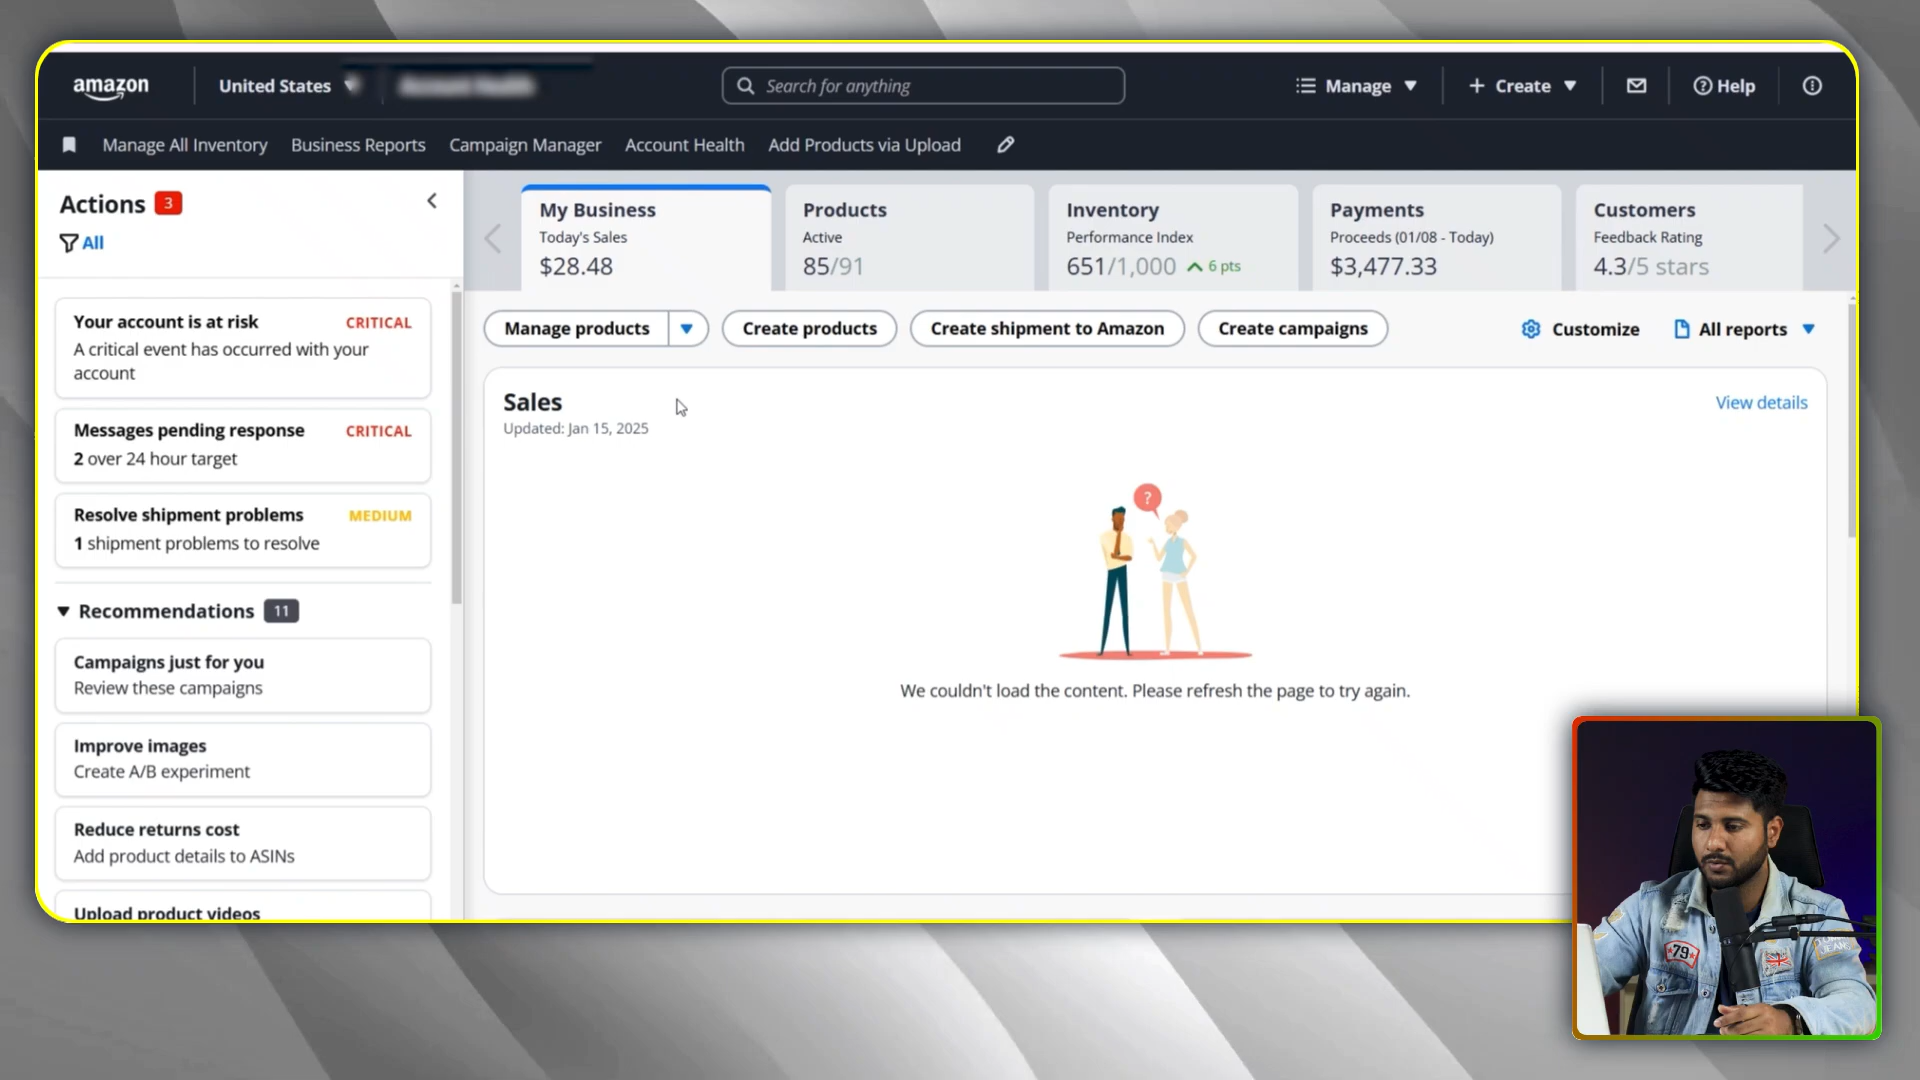 amazon
United States
Search for anything
Manage
Create
Help
Manage All Inventory
Business Reports
Campaign Manager
Account Health
Add Products via Upload
Actions 3
All
Your account is at risk CRITICAL
A critical event has occurred with your
account
Messages pending response CRITICAL
2 over 24 hour target
Resolve shipment problems MEDIUM
1 shipment problems to resolve
Recommendations 11
Campaigns just for you
Review these campaigns
Improve images
Create A/B experiment
Reduce returns cost
Add product details to ASINs
Upload product videos
My Business
Today's Sales
$28.48
Products
Active
85/91
Inventory
Performance Index
651/1,000 6 pts
Payments
Proceeds (01/08 - Today)
$3,477.33
Customers
Feedback Rating
4.3/5 stars
Manage products
Create products
Create shipment to Amazon
Create campaigns
Customize
All reports
Sales
Updated: Jan 15, 2025
View details
?
We couldn't load the content. Please refresh the page to try again.
79